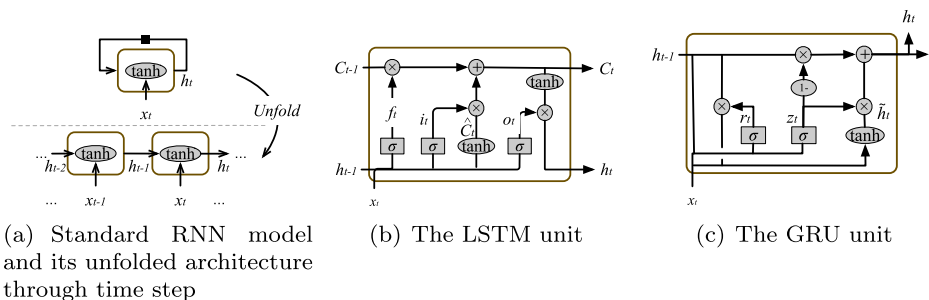 tanh
hₜ
xₜ
Unfold
... tanh tanh ...
hₜ₋₂ hₜ₋₁ hₜ
... xₜ₋₁ xₜ ...
(a) Standard RNN model
and its unfolded architecture
through time step
Cₜ₋₁ × + Cₜ
tanh
fₜ iₜ × oₜ ×
Ĉₜ
σ σ tanh σ
hₜ₋₁ hₜ
xₜ
(b) The LSTM unit
hₜ
hₜ₋₁ × +
1-
× rₜ zₜ × h̃ₜ
σ σ tanh
xₜ
(c) The GRU unit